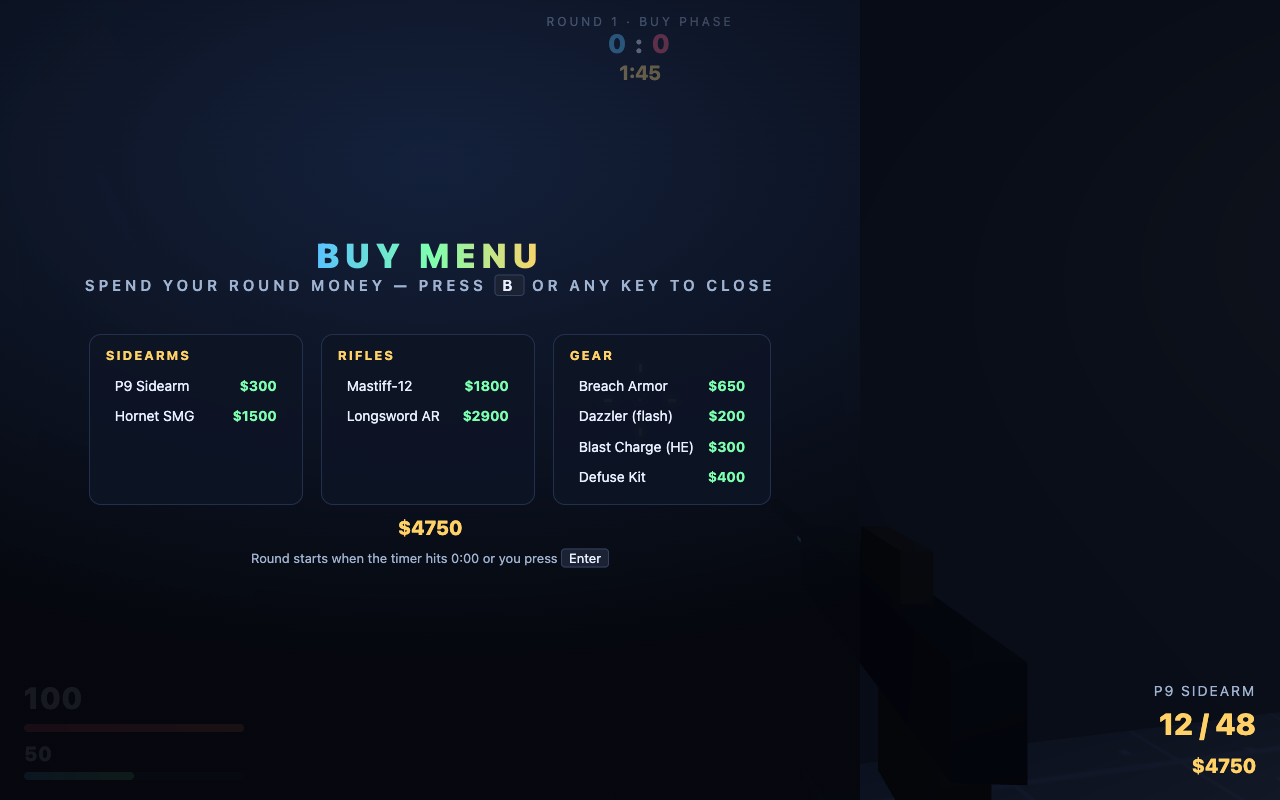 ROUND 1 · BUY PHASE
0 : 0
1:45
BUY MENU
SPEND YOUR ROUND MONEY — PRESS B OR ANY KEY TO CLOSE
SIDEARMS
P9 Sidearm $300
Hornet SMG $1500
RIFLES
Mastiff-12 $1800
Longsword AR $2900
GEAR
Breach Armor $650
Dazzler (flash) $200
Blast Charge (HE) $300
Defuse Kit $400
$4750
Round starts when the timer hits 0:00 or you press Enter
100
50
P9 SIDEARM
12 / 48
$4750